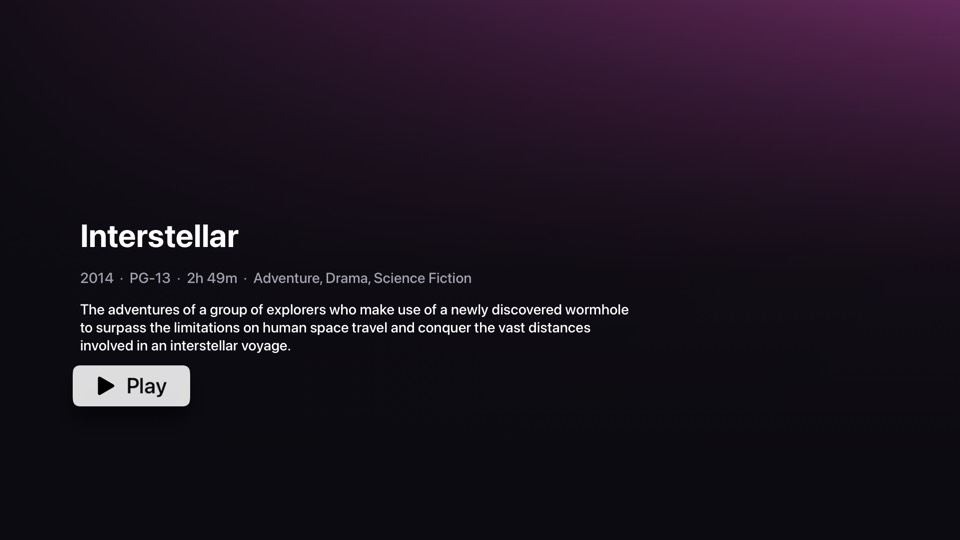 Interstellar
2014 · PG-13 · 2h 49m · Adventure, Drama, Science Fiction
The adventures of a group of explorers who make use of a newly discovered wormhole
to surpass the limitations on human space travel and conquer the vast distances
involved in an interstellar voyage.
Play